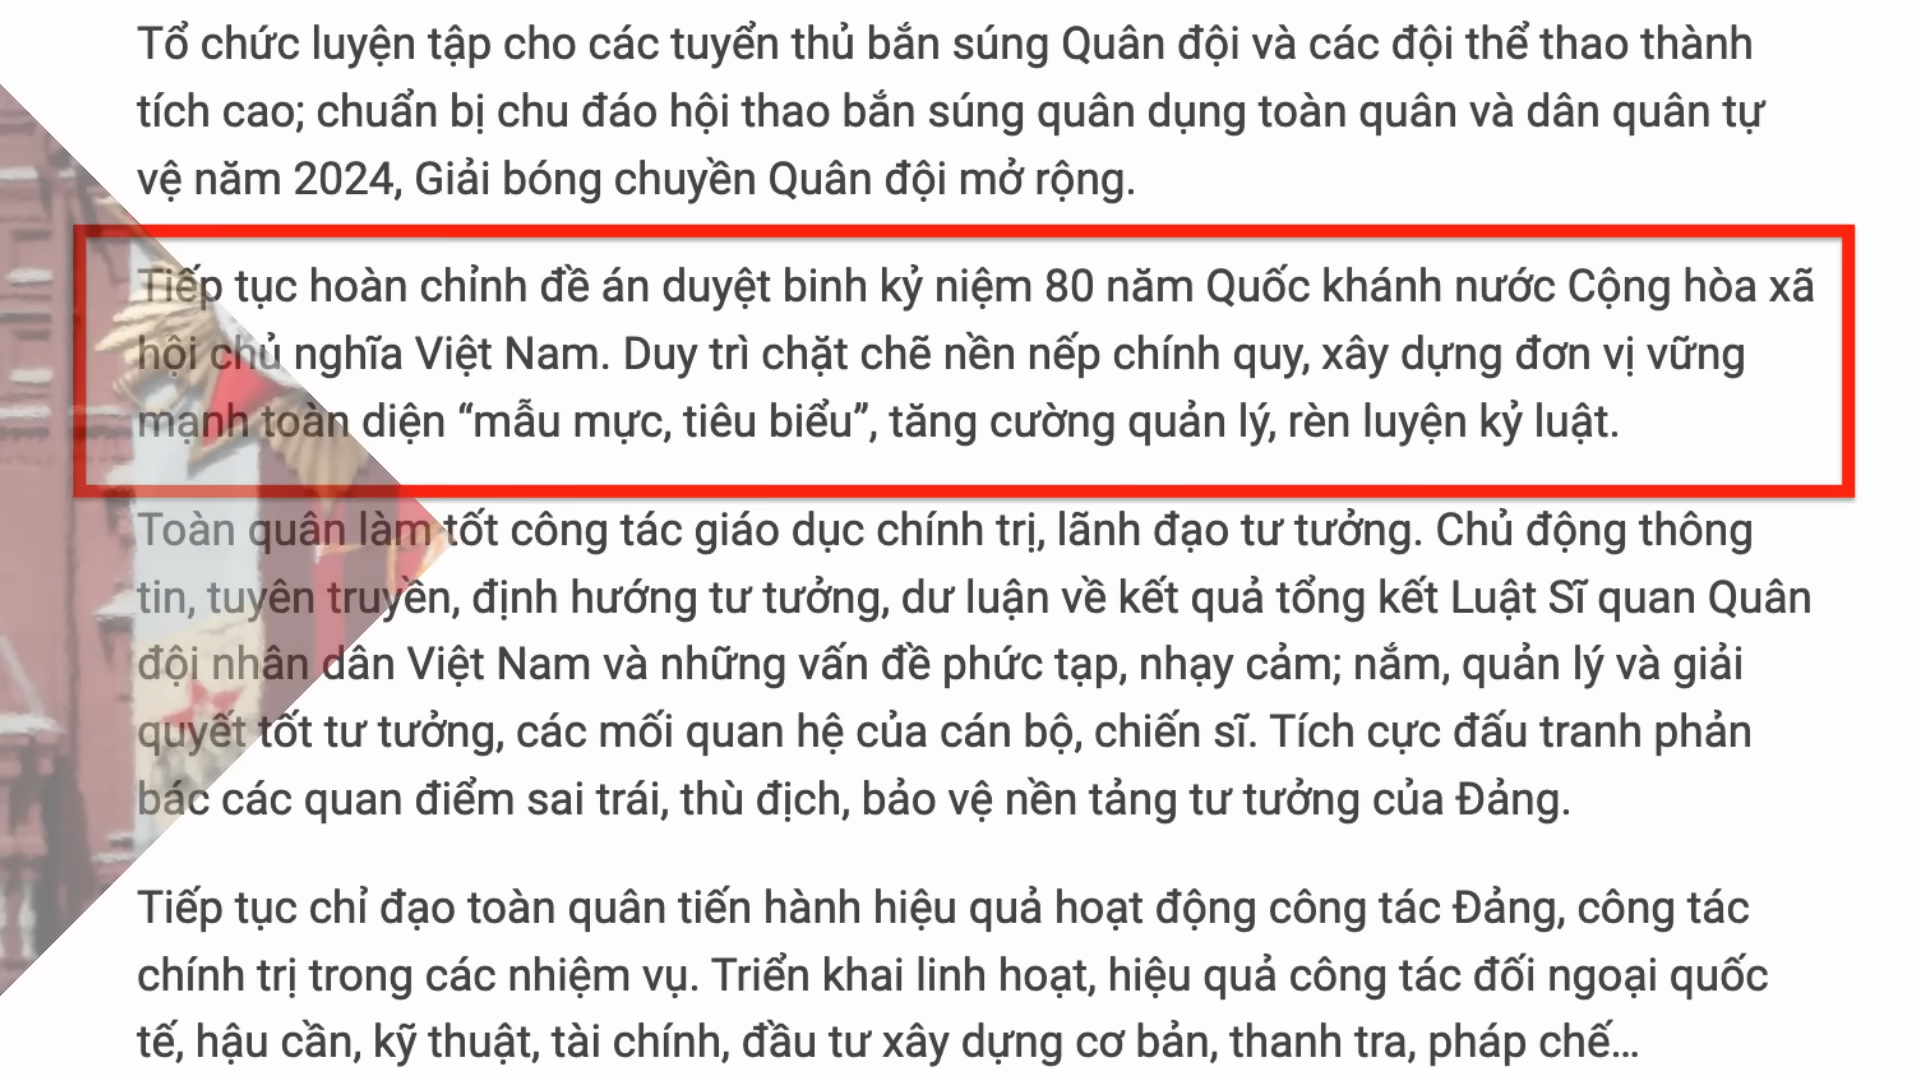 Tổ chức luyện tập cho các tuyển thủ bắn súng Quân đội và các đội thể thao thành
tích cao; chuẩn bị chu đáo hội thao bắn súng quân dụng toàn quân và dân quân tự
vệ năm 2024, Giải bóng chuyền Quân đội mở rộng.
Tiếp tục hoàn chỉnh đề án duyệt binh kỷ niệm 80 năm Quốc khánh nước Cộng hòa xã
hội chủ nghĩa Việt Nam. Duy trì chặt chẽ nền nếp chính quy, xây dựng đơn vị vững
mạnh toàn diện “mẫu mực, tiêu biểu”, tăng cường quản lý, rèn luyện kỷ luật.
Toàn quân làm tốt công tác giáo dục chính trị, lãnh đạo tư tưởng. Chủ động thông
tin, tuyên truyền, định hướng tư tưởng, dư luận về kết quả tổng kết Luật Sĩ quan Quân
đội nhân dân Việt Nam và những vấn đề phức tạp, nhạy cảm; nắm, quản lý và giải
quyết tốt tư tưởng, các mối quan hệ của cán bộ, chiến sĩ. Tích cực đấu tranh phản
bác các quan điểm sai trái, thù địch, bảo vệ nền tảng tư tưởng của Đảng.
Tiếp tục chỉ đạo toàn quân tiến hành hiệu quả hoạt động công tác Đảng, công tác
chính trị trong các nhiệm vụ. Triển khai linh hoạt, hiệu quả công tác đối ngoại quốc
tế, hậu cần, kỹ thuật, tài chính, đầu tư xây dựng cơ bản, thanh tra, pháp chế...